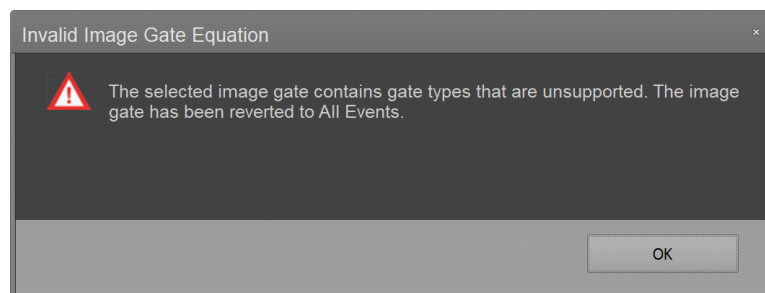 Invalid Image Gate Equation
×
The selected image gate contains gate types that are unsupported. The image
gate has been reverted to All Events.
OK